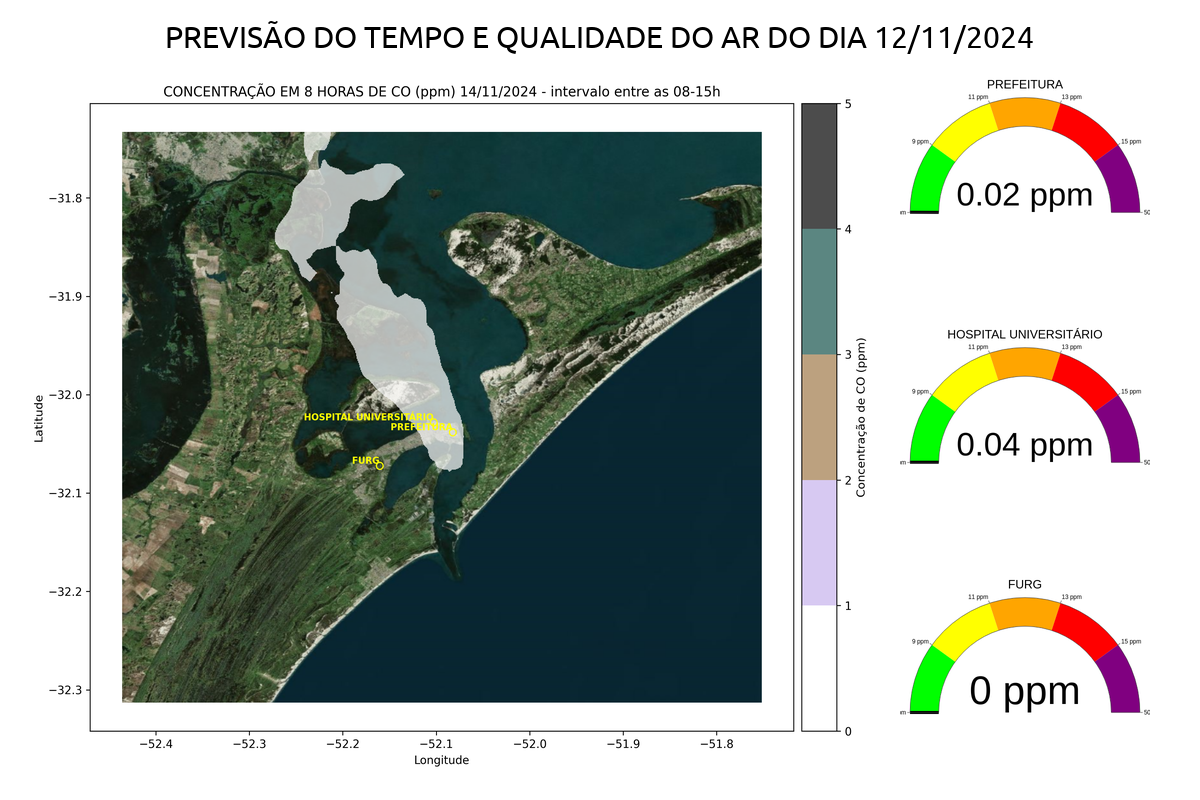 PREVISÃO DO TEMPO E QUALIDADE DO AR DO DIA 12/11/2024
CONCENTRAÇÃO EM 8 HORAS DE CO (ppm) 14/11/2024 - intervalo entre as 08-15h
−31.8
−31.9
−32.0
−32.1
−32.2
−32.3
Latitude
−52.4
−52.3
−52.2
−52.1
−52.0
−51.9
−51.8
Longitude
HOSPITAL UNIVERSITÁRIO
PREFEITURA
FURG
5
4
3
2
1
0
Concentração de CO (ppm)
PREFEITURA
11 ppm
13 ppm
9 ppm
15 ppm
0.02 ppm
50
HOSPITAL UNIVERSITÁRIO
11 ppm
13 ppm
9 ppm
15 ppm
0.04 ppm
50
FURG
11 ppm
13 ppm
9 ppm
15 ppm
0 ppm
50